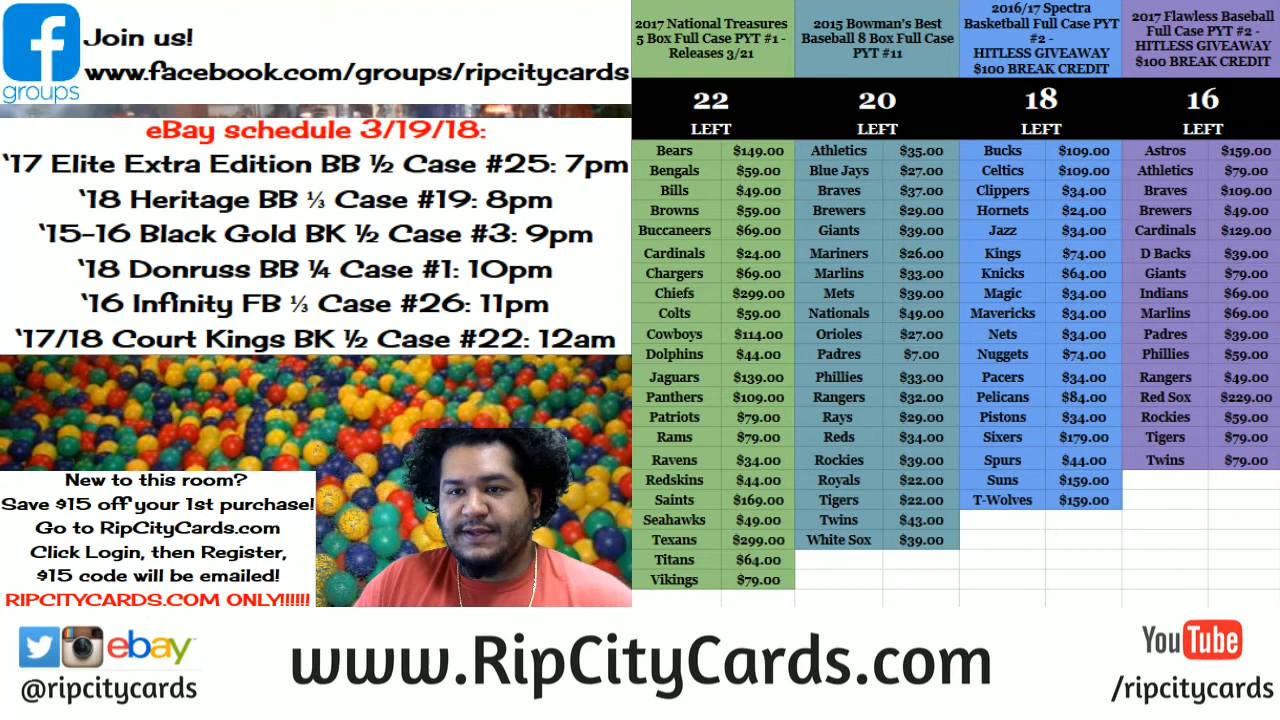 Join us!
www.facebook.com/groups/ripcitycards
groups
eBay schedule 3/19/18:
‘17 Elite Extra Edition BB ½ Case #25: 7pm
‘18 Heritage BB ⅓ Case #19: 8pm
‘15-16 Black Gold BK ½ Case #3: 9pm
‘18 Donruss BB ¼ Case #1: 10pm
‘16 Infinity FB ⅓ Case #26: 11pm
‘17/18 Court Kings BK ½ Case #22: 12am
New to this room?
Save $15 off your 1st purchase!
Go to RipCityCards.com
Click Login, then Register,
$15 code will be emailed!
RIPCITYCARDS.COM ONLY!!!!!!
2017 National Treasures
5 Box Full Case PYT #1 -
Releases 3/21
22
LEFT
Bears $149.00
Bengals $59.00
Bills $49.00
Browns $59.00
Buccaneers $69.00
Cardinals $24.00
Chargers $69.00
Chiefs $299.00
Colts $59.00
Cowboys $114.00
Dolphins $44.00
Jaguars $139.00
Panthers $109.00
Patriots $79.00
Rams $79.00
Ravens $34.00
Redskins $44.00
Saints $169.00
Seahawks $49.00
Texans $299.00
Titans $64.00
Vikings $79.00
2015 Bowman's Best
Baseball 8 Box Full Case
PYT #11
20
LEFT
Athletics $35.00
Blue Jays $27.00
Braves $37.00
Brewers $29.00
Giants $39.00
Mariners $26.00
Marlins $33.00
Mets $39.00
Nationals $49.00
Orioles $27.00
Padres $7.00
Phillies $33.00
Rangers $32.00
Rays $29.00
Reds $34.00
Rockies $39.00
Royals $22.00
Tigers $22.00
Twins $43.00
White Sox $39.00
2016/17 Spectra
Basketball Full Case PYT
#2 -
HITLESS GIVEAWAY
$100 BREAK CREDIT
18
LEFT
Bucks $109.00
Celtics $109.00
Clippers $34.00
Hornets $24.00
Jazz $34.00
Kings $74.00
Knicks $64.00
Magic $34.00
Mavericks $34.00
Nets $34.00
Nuggets $74.00
Pacers $34.00
Pelicans $84.00
Pistons $34.00
Sixers $179.00
Spurs $44.00
Suns $159.00
T-Wolves $159.00
2017 Flawless Baseball
Full Case PYT #2 -
HITLESS GIVEAWAY
$100 BREAK CREDIT
16
LEFT
Astros $159.00
Athletics $79.00
Braves $109.00
Brewers $49.00
Cardinals $129.00
D Backs $39.00
Giants $79.00
Indians $69.00
Marlins $69.00
Padres $39.00
Phillies $59.00
Rangers $49.00
Red Sox $229.00
Rockies $59.00
Tigers $79.00
Twins $79.00
ebay
@ripcitycards
www.RipCityCards.com
YouTube
/ripcitycards